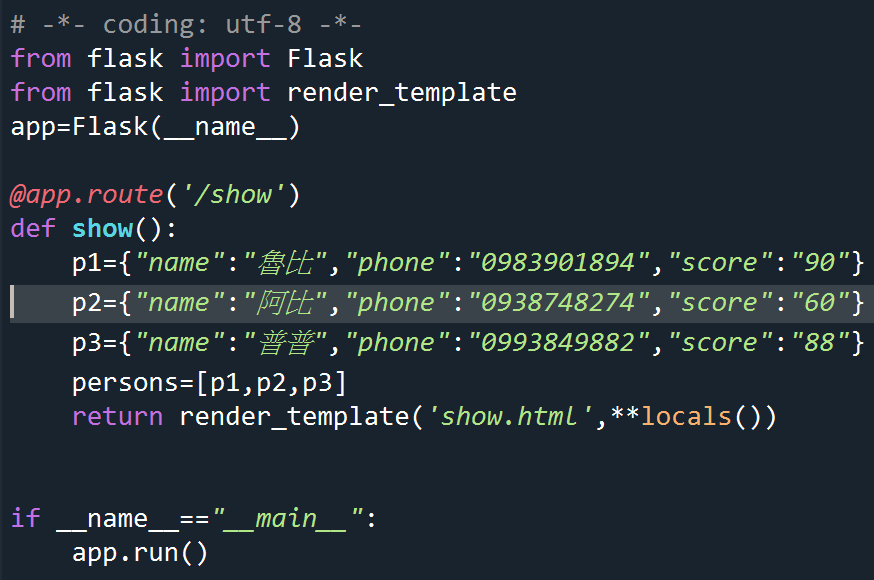 # -*- coding: utf-8 -*-
from flask import Flask
from flask import render_template
app=Flask(__name__)
@app.route('/show')
def show():
    p1={"name":"魯比","phone":"0983901894","score":"90"}
    p2={"name":"阿比","phone":"0938748274","score":"60"}
    p3={"name":"普普","phone":"0993849882","score":"88"}
    persons=[p1,p2,p3]
    return render_template('show.html',**locals())
if __name__=="__main__":
    app.run()